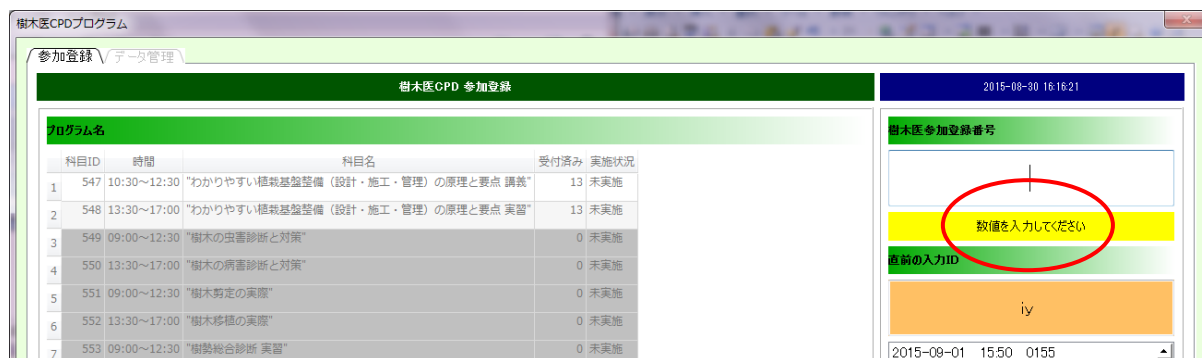 樹木医CPDプログラム
参加登録 データ管理
樹木医CPD 参加登録
2015-08-30 16:16:21
プログラム名
科目ID 時間 科目名 受付済み 実施状況
1 547 10:30～12:30 "わかりやすい植栽基盤整備（設計・施工・管理）の原理と要点 講義" 13 未実施
2 548 13:30～17:00 "わかりやすい植栽基盤整備（設計・施工・管理）の原理と要点 実習" 13 未実施
3 549 09:00～12:30 "樹木の虫害診断と対策" 0 未実施
4 550 13:30～17:00 "樹木の病害診断と対策" 0 未実施
5 551 09:00～12:30 "樹木剪定の実際" 0 未実施
6 552 13:30～17:00 "樹木移植の実際" 0 未実施
7 553 09:00～12:30 "樹勢総合診断 実習" 0 未実施
樹木医参加登録番号
数値を入力してください
直前の入力ID
iy
2015-09-01 15:50 0155